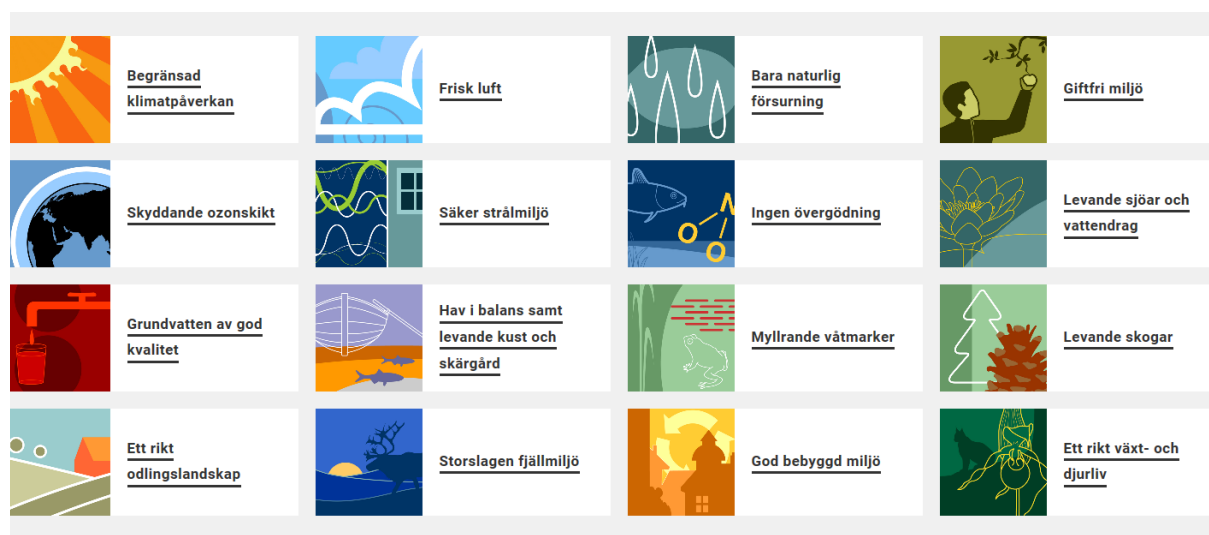 Begränsad
klimatpåverkan
Frisk luft
Bara naturlig
försurning
Giftfri miljö
Skyddande ozonskikt
Säker strålmiljö
N
O
O
Ingen övergödning
Levande sjöar och
vattendrag
Grundvatten av god
kvalitet
Hav i balans samt
levande kust och
skärgård
Myllrande våtmarker
Levande skogar
Ett rikt
odlingslandskap
Storslagen fjällmiljö
God bebyggd miljö
Ett rikt växt- och
djurliv